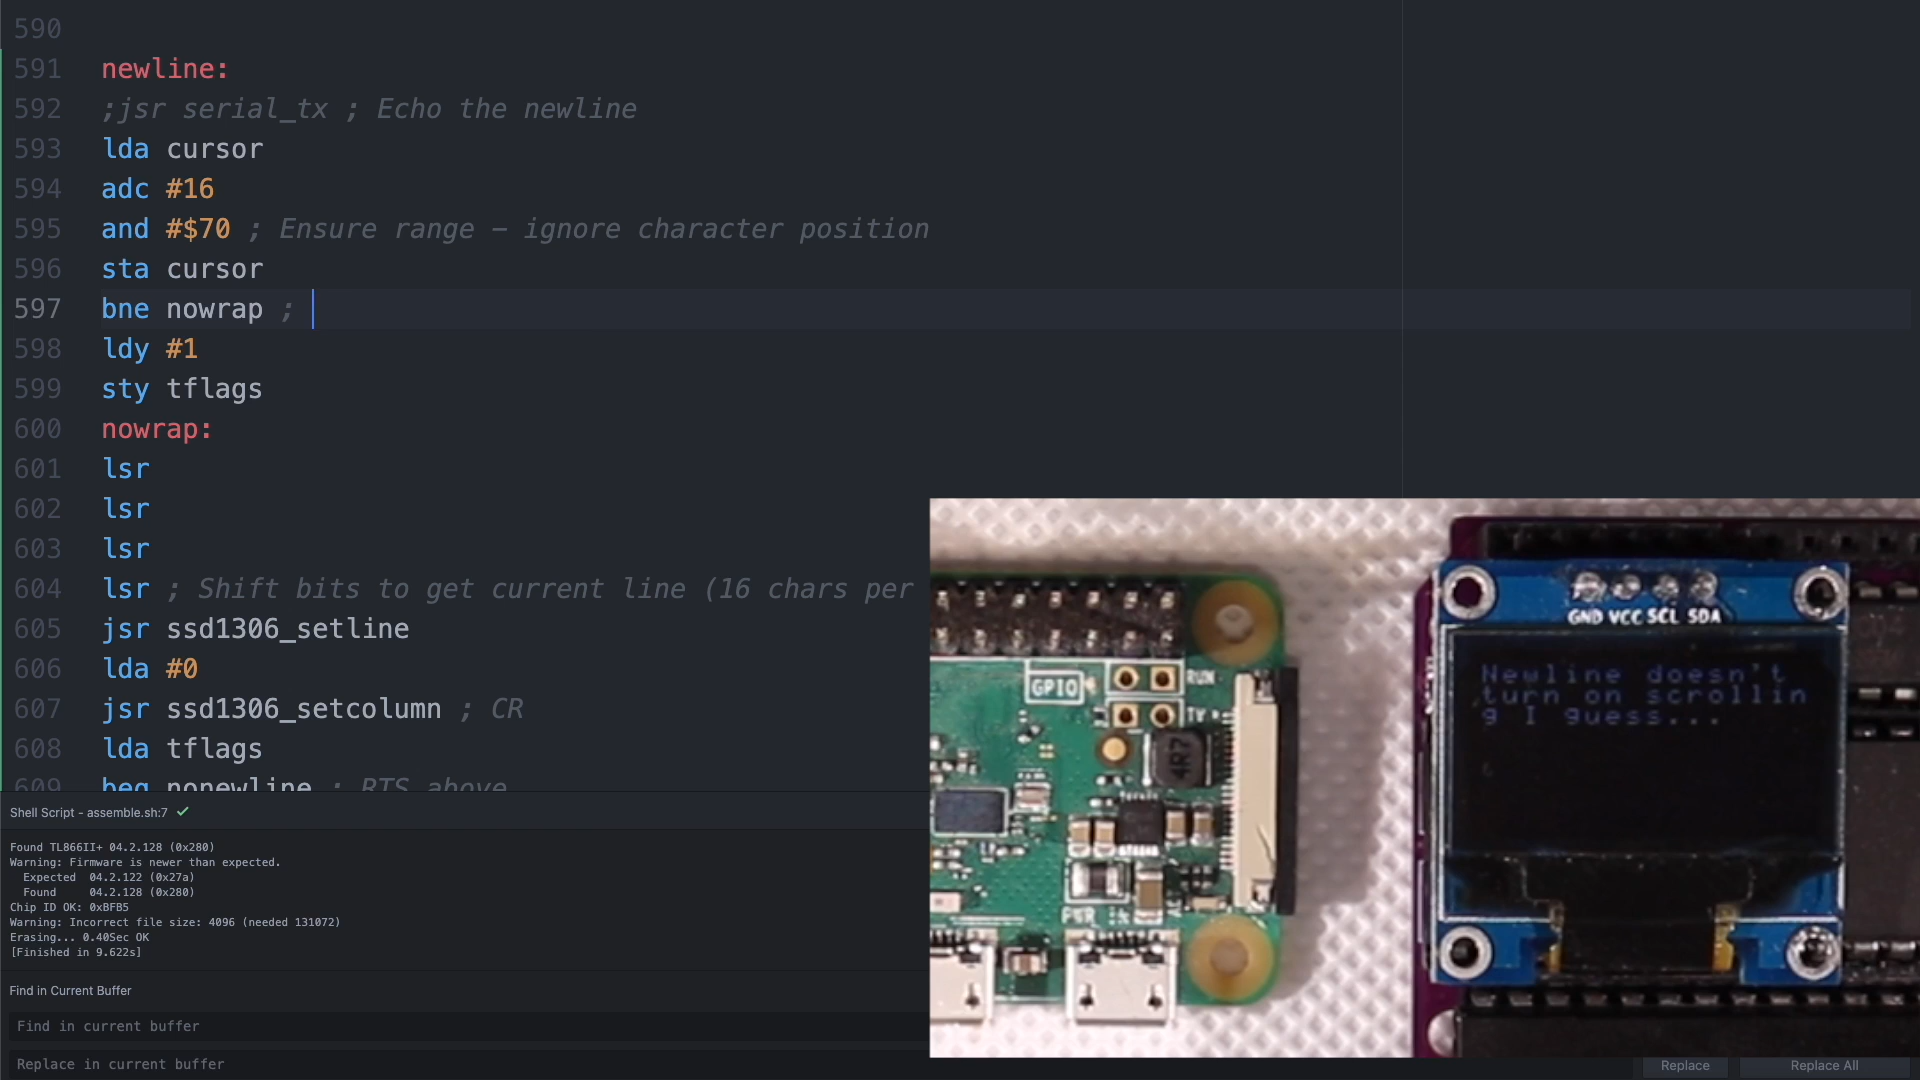 590
591 newline:
592 ;jsr serial_tx ; Echo the newline
593 lda cursor
594 adc #16
595 and #$70 ; Ensure range – ignore character position
596 sta cursor
597 bne nowrap ;
598 ldy #1
599 sty tflags
600 nowrap:
601 lsr
602 lsr
603 lsr
604 lsr ; Shift bits to get current line (16 chars per
605 jsr ssd1306_setline
606 lda #0
607 jsr ssd1306_setcolumn ; CR
608 lda tflags
609 beq nonewline ; RTS above
Shell Script - assemble.sh:7
Found TL866II+ 04.2.128 (0x280)
Warning: Firmware is newer than expected.
Expected 04.2.122 (0x27a)
Found 04.2.128 (0x280)
Chip ID OK: 0xBFB5
Warning: Incorrect file size: 4096 (needed 131072)
Erasing... 0.40Sec OK
[Finished in 9.622s]
Find in Current Buffer
Find in current buffer
Replace in current buffer
Replace
Replace All
GPIO
RUN
4R7
GND VCC SCL SDA
Newline doesn't
turn on scrollin
g I guess...